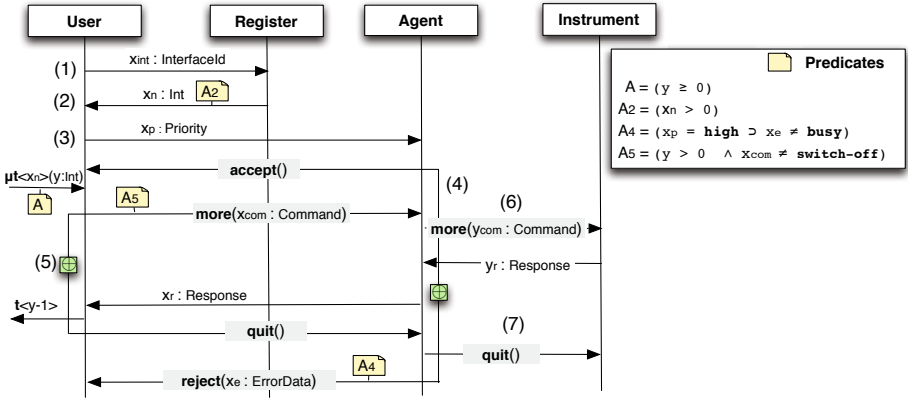 User
Register
Agent
Instrument
(1)
xint : InterfaceId
(2)
xn : Int
A2
(3)
xp : Priority
accept()
(4)
μt<xn>(y:Int)
A
A5
more(xcom : Command)
(6)
more(ycom : Command)
(5)
yr : Response
xr : Response
t<y-1>
quit()
(7)
quit()
A4
reject(xe : ErrorData)
Predicates
A = (y ≥ 0)
A2 = (xn > 0)
A4 = (xp = high ⊃ xe ≠ busy)
A5 = (y > 0 ∧ xcom ≠ switch-off)